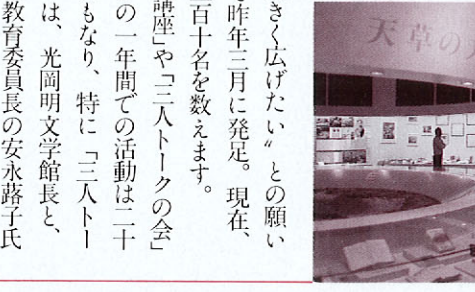 きく広げたい〟との願い
昨年三月に発足。現在、
百十名を数えます。
講座」や「三人トークの会」
の一年間での活動は二十
もなり、特に「三人トー
は、光岡明文学館長と、
教育委員長の安永蕗子氏
天草の